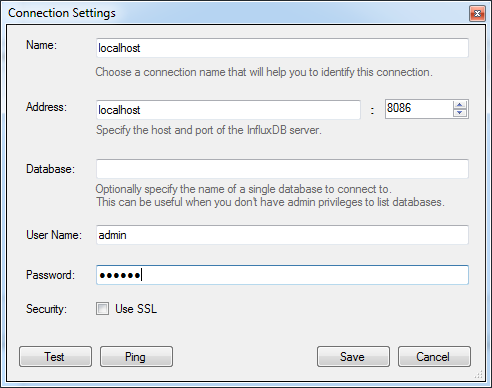 Connection Settings
Name: localhost
Choose a connection name that will help you to identify this connection.
Address: localhost : 8086
Specify the host and port of the InfluxDB server.
Database:
Optionally specify the name of a single database to connect to.
This can be useful when you don't have admin privileges to list databases.
User Name: admin
Password: ●●●●●●
Security: Use SSL
Test Ping Save Cancel